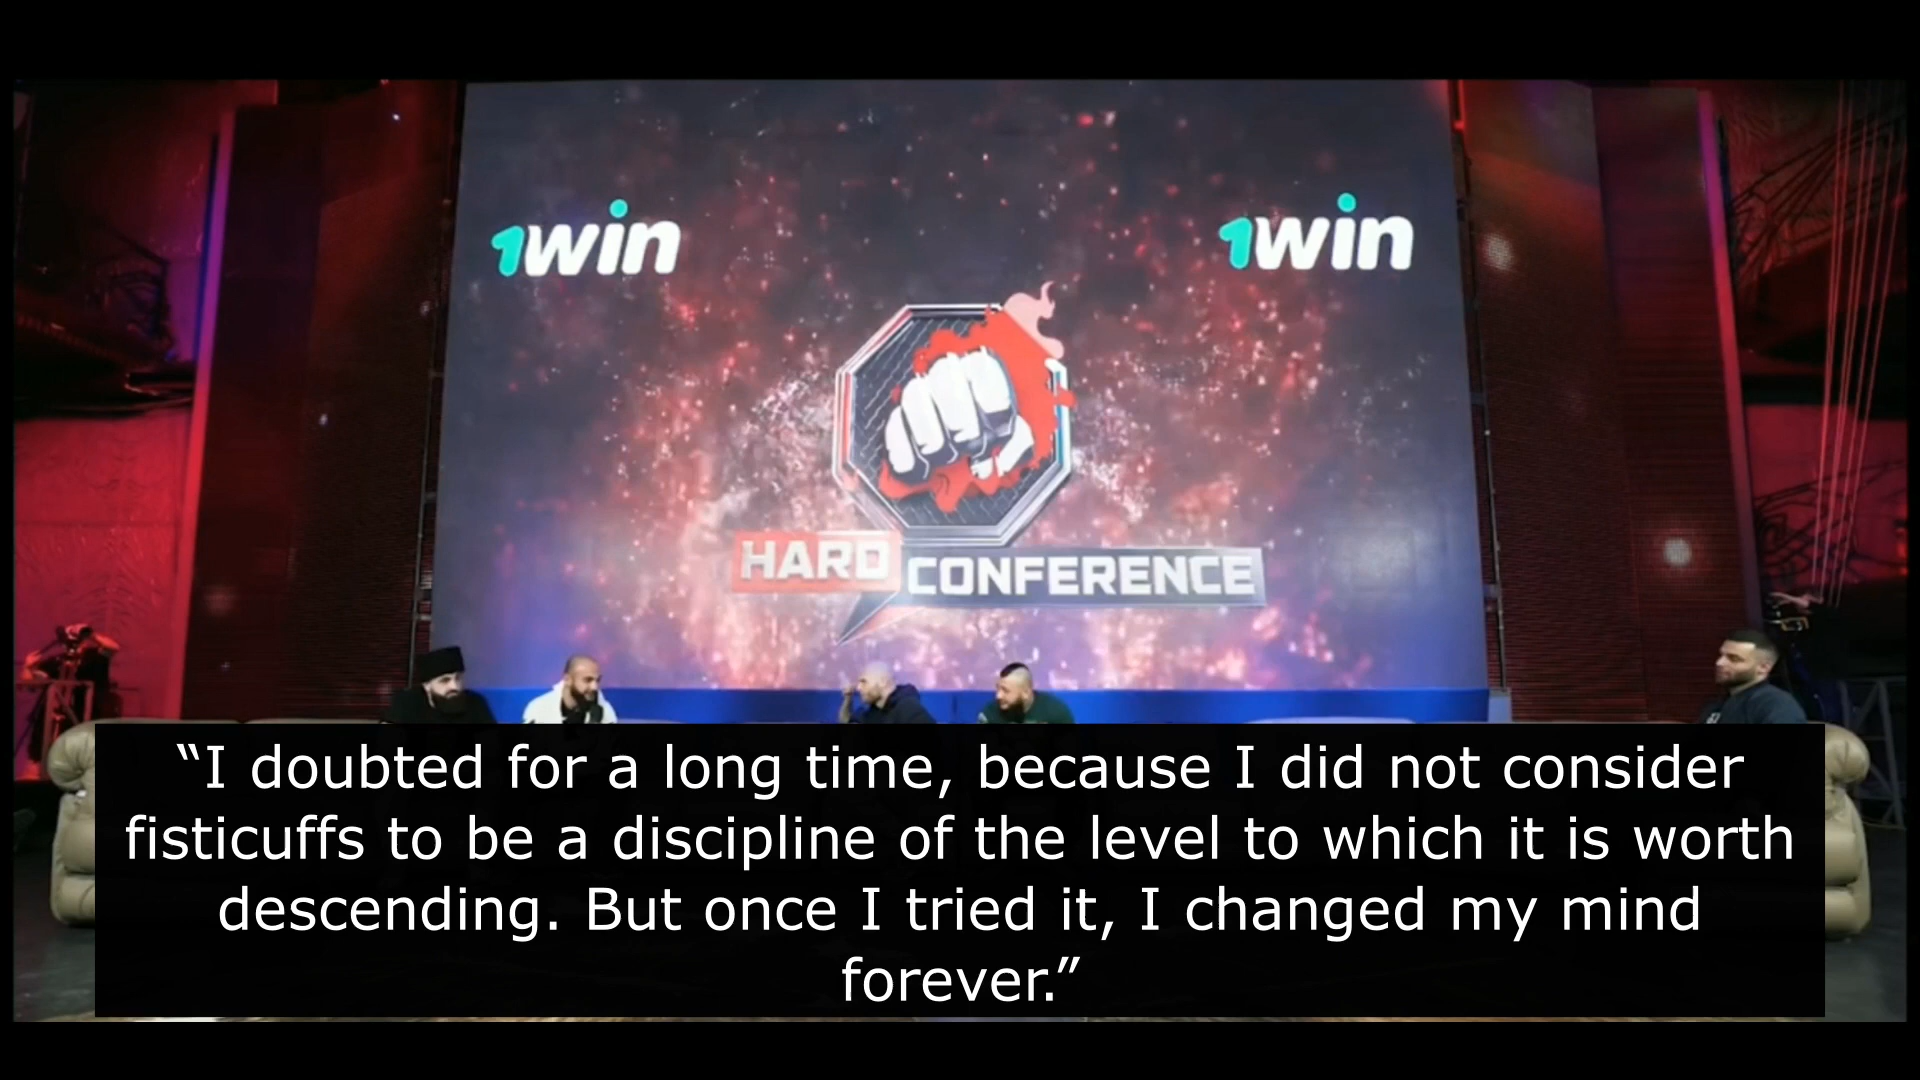 1win
1win
HARD
CONFERENCE
“I doubted for a long time, because I did not consider
fisticuffs to be a discipline of the level to which it is worth
descending. But once I tried it, I changed my mind
forever.”